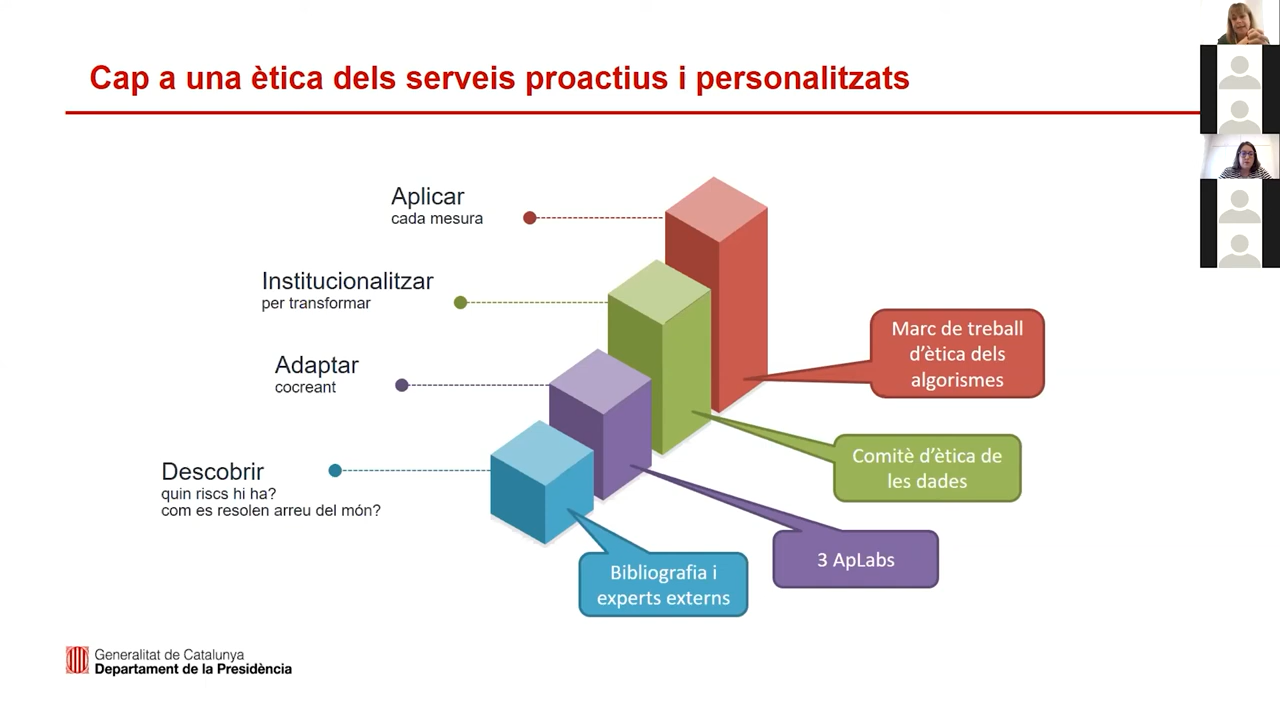 Cap a una ètica dels serveis proactius i personalitzats
Aplicar
cada mesura
Institucionalitzar
per transformar
Adaptar
cocreant
Descobrir
quin riscs hi ha?
com es resolen arreu del món?
Marc de treball
d'ètica dels
algorismes
Comitè d'ètica de
les dades
3 ApLabs
Bibliografia i
experts externs
Generalitat de Catalunya
Departament de la Presidència